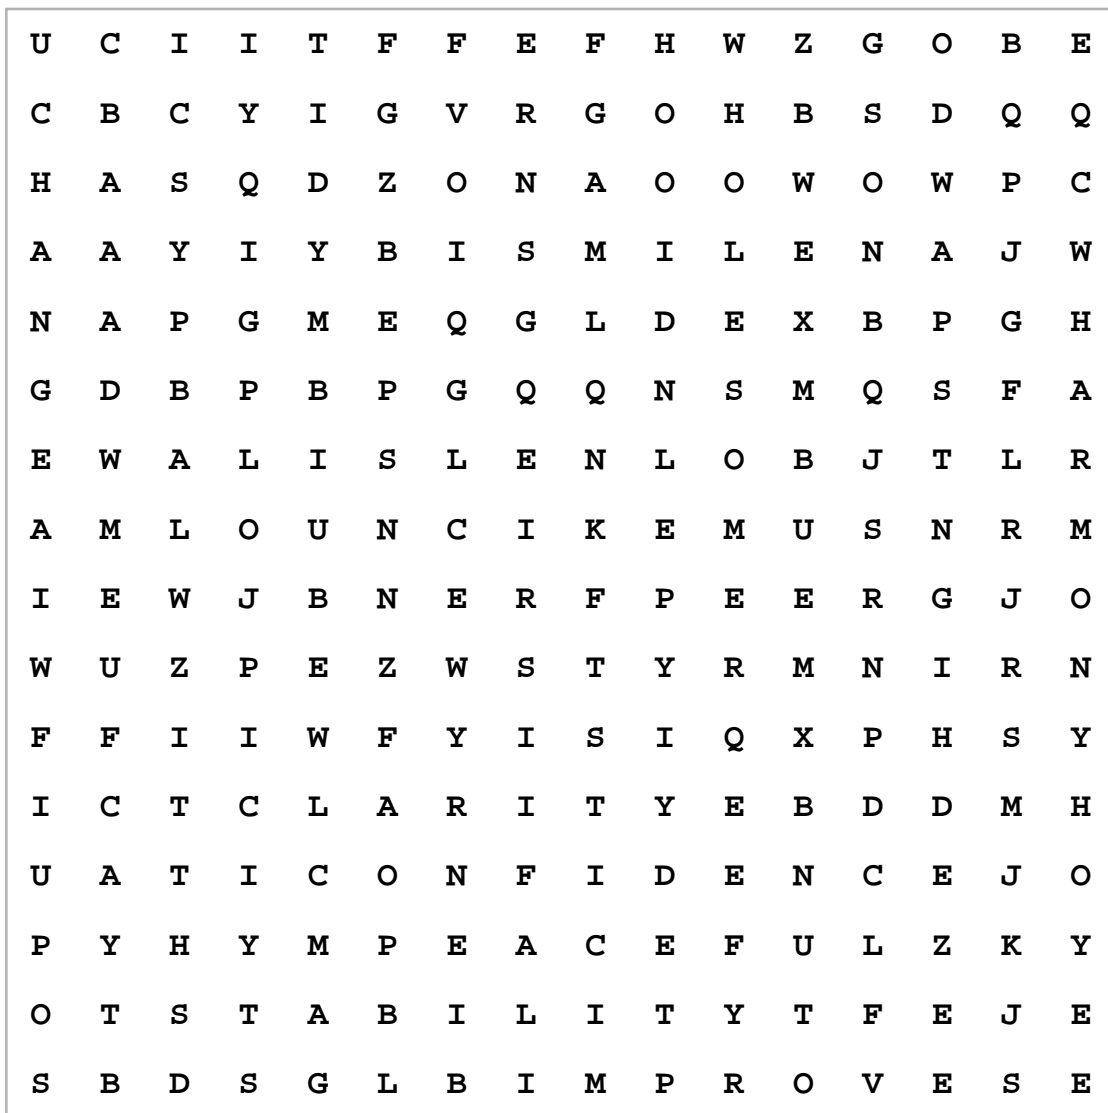 U C I I T F F E F H W Z G O B E
C B C Y I G V R G O H B S D Q Q
H A S Q D Z O N A O O W O W P C
A A Y I Y B I S M I L E N A J W
N A P G M E Q G L D E X B P G H
G D B P B P G Q Q N S M Q S F A
E W A L I S L E N L O B J T L R
A M L O U N C I K E M U S N R M
I E W J B N E R F P E E R G J O
W U Z P E Z W S T Y R M N I R N
F F I I W F Y I S I Q X P H S Y
I C T C L A R I T Y E B D D M H
U A T I C O N F I D E N C E J O
P Y H Y M P E A C E F U L Z K Y
O T S T A B I L I T Y T F E J E
S B D S G L B I M P R O V E S E